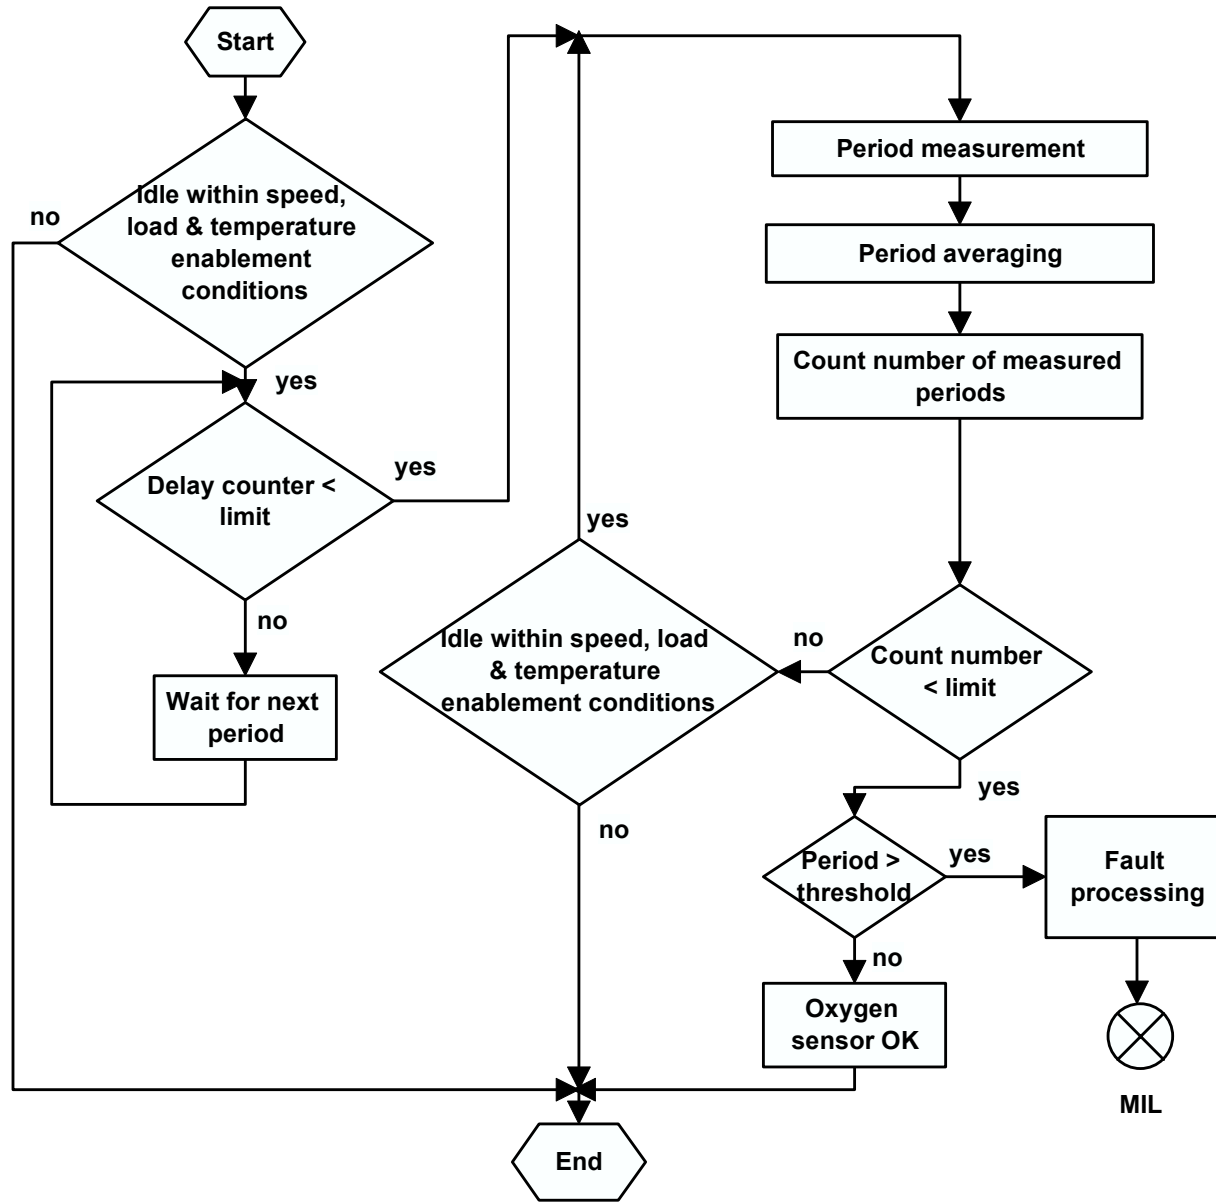 Start
Idle within speed,
load & temperature
enablement
conditions
no
yes
Delay counter <
limit
yes
no
Wait for next
period
Period measurement
Period averaging
Count number of measured
periods
Count number
< limit
no
yes
Idle within speed, load
& temperature
enablement conditions
yes
no
Period >
threshold
yes
no
Fault
processing
Oxygen
sensor OK
MIL
End